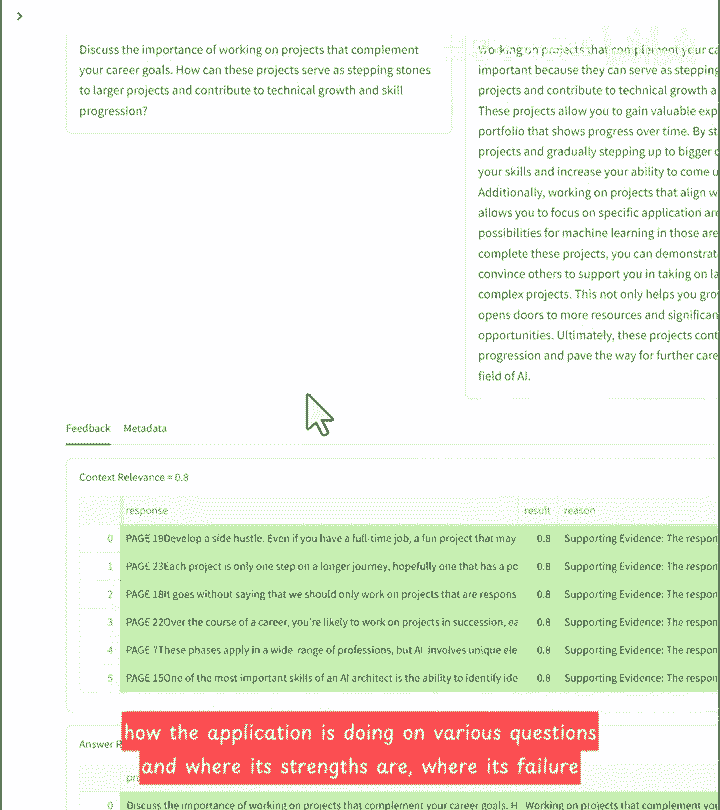 Discuss the importance of working on projects that complement
your career goals. How can these projects serve as stepping stones
to larger projects and contribute to technical growth and skill
progression?
Working on projects that complement your ca
important because they can serve as stepping
projects and contribute to technical growth a
These projects allow you to gain valuable exp
portfolio that shows progress over time. By st
projects and gradually stepping up to bigger
your skills and increase your ability to come u
Additionally, working on projects that align w
allows you to focus on specific application ar
possibilities for machine learning in those are
complete these projects, you can demonstrat
convince others to support you in taking on la
complex projects. This not only helps you gro
opens doors to more resources and significan
opportunities. Ultimately, these projects cont
progression and pave the way for further care
field of AI.
Feedback Metadata
Context Relevance = 0.8
response result reason
0 PAGE 19Develop a side hustle. Even if you have a full-time job, a fun project that may 0.8 Supporting Evidence: The respon
1 PAGE 23Each project is only one step on a longer journey, hopefully one that has a po 0.8 Supporting Evidence: The respon
2 PAGE 18It goes without saying that we should only work on projects that are respons 0.8 Supporting Evidence: The respon
3 PAGE 22Over the course of a career, you're likely to work on projects in succession, ea 0.8 Supporting Evidence: The respon
4 PAGE 7These phases apply in a wide range of professions, but AI involves unique ele 0.8 Supporting Evidence: The respon
5 PAGE 15One of the most important skills of an AI architect is the ability to identify ide 0.8 Supporting Evidence: The respon
Answer R
how the application is doing on various questions
and where its strengths are, where its failure
0 Discuss the importance of working on projects that complement your career goals. H Working on projects that complement you